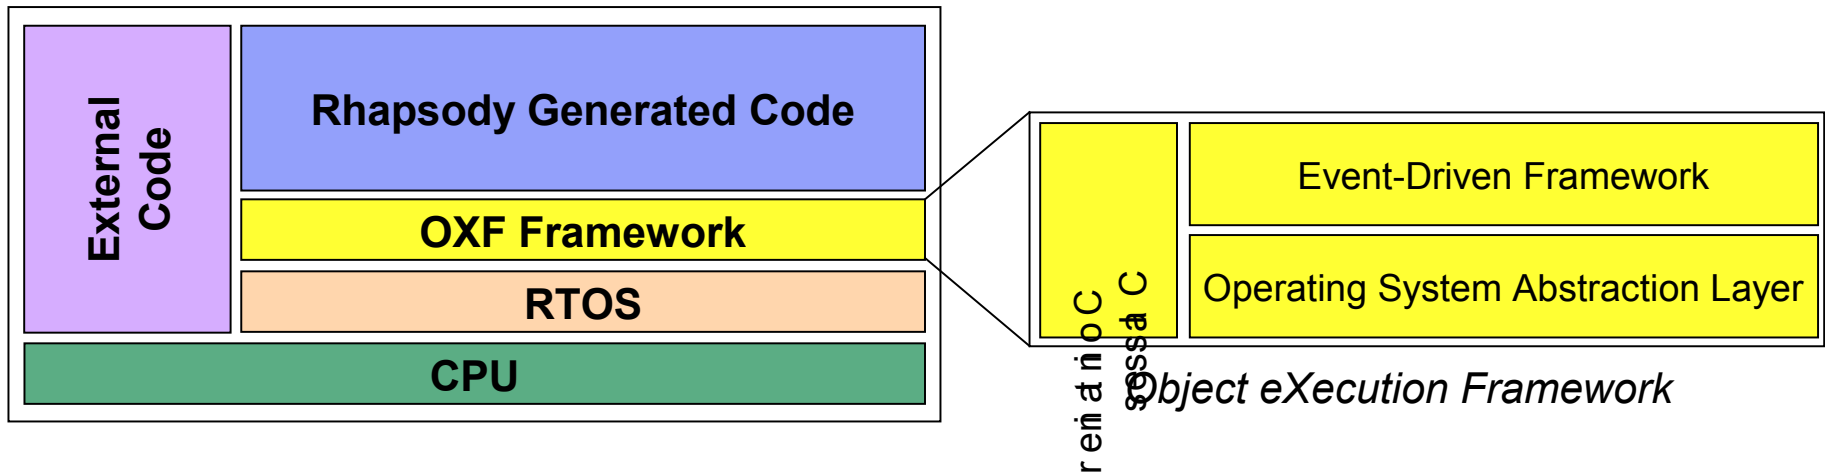 External
Code
Rhapsody Generated Code
OXF Framework
RTOS
CPU
Event-Driven Framework
Operating System Abstraction Layer
Object eXecution Framework